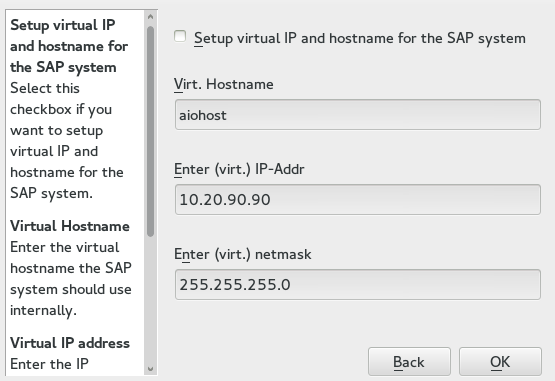 Setup virtual IP
and hostname for
the SAP system
Select this
checkbox if you
want to setup
virtual IP and
hostname for the
SAP system.
Virtual Hostname
Enter the virtual
hostname the SAP
system should use
internally.
Virtual IP address
Enter the IP
Setup virtual IP and hostname for the SAP system
Virt. Hostname
aiohost
Enter (virt.) IP-Addr
10.20.90.90
Enter (virt.) netmask
255.255.255.0
Back
OK